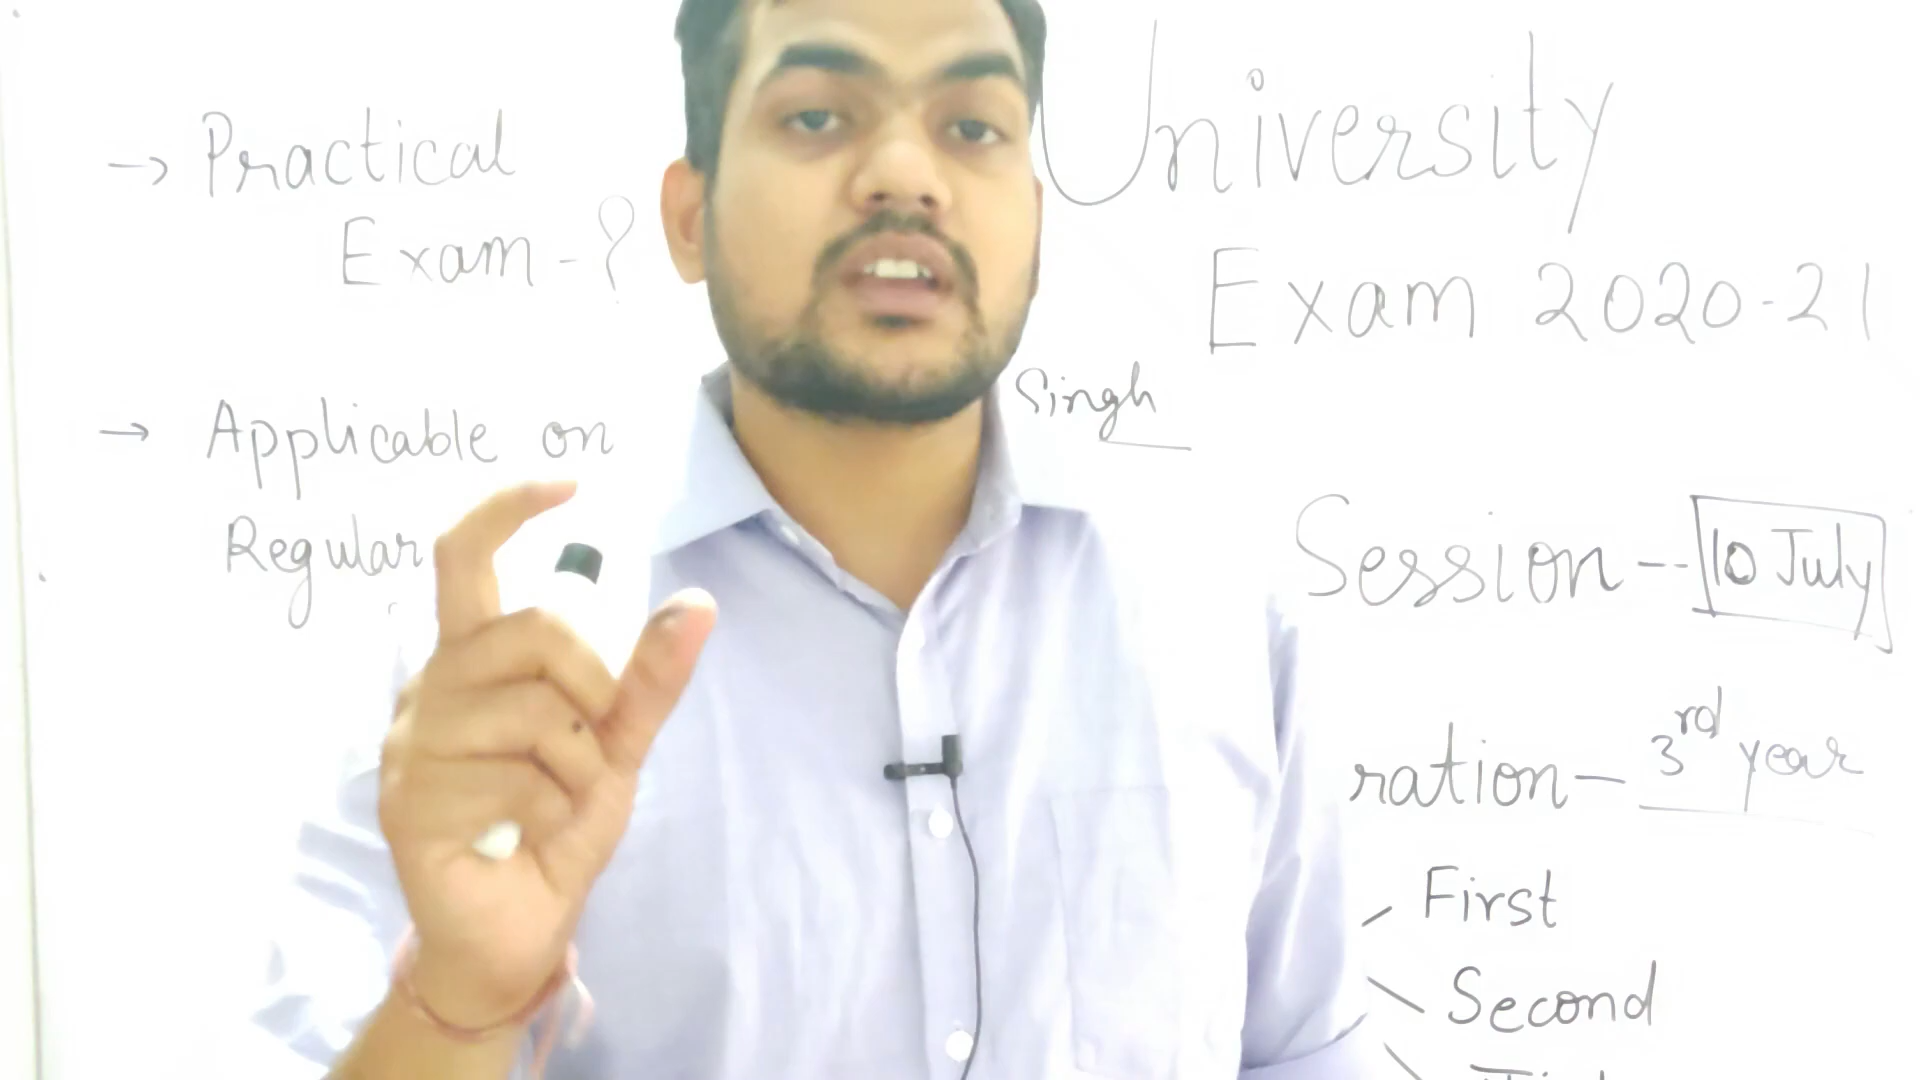 → Practical
Exam - ?
→ Applicable on
Regular
University
Exam 2020-21
Singh
Session -- 10 July
ration - 3rd year
First
Second